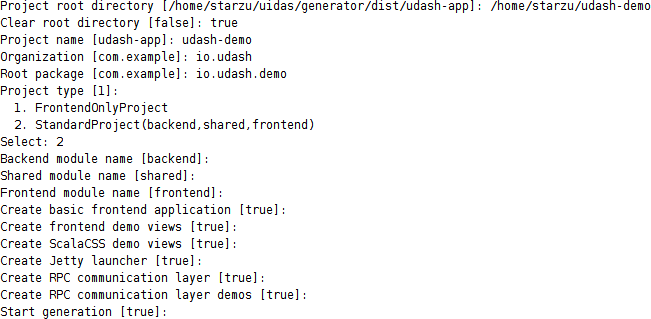 Project root directory [/home/starzu/uidas/generator/dist/udash-app]: /home/starzu/udash-demo
Clear root directory [false]: true
Project name [udash-app]: udash-demo
Organization [com.example]: io.udash
Root package [com.example]: io.udash.demo
Project type [1]:
  1. FrontendOnlyProject
  2. StandardProject(backend,shared,frontend)
Select: 2
Backend module name [backend]:
Shared module name [shared]:
Frontend module name [frontend]:
Create basic frontend application [true]:
Create frontend demo views [true]:
Create ScalaCSS demo views [true]:
Create Jetty launcher [true]:
Create RPC communication layer [true]:
Create RPC communication layer demos [true]:
Start generation [true]: